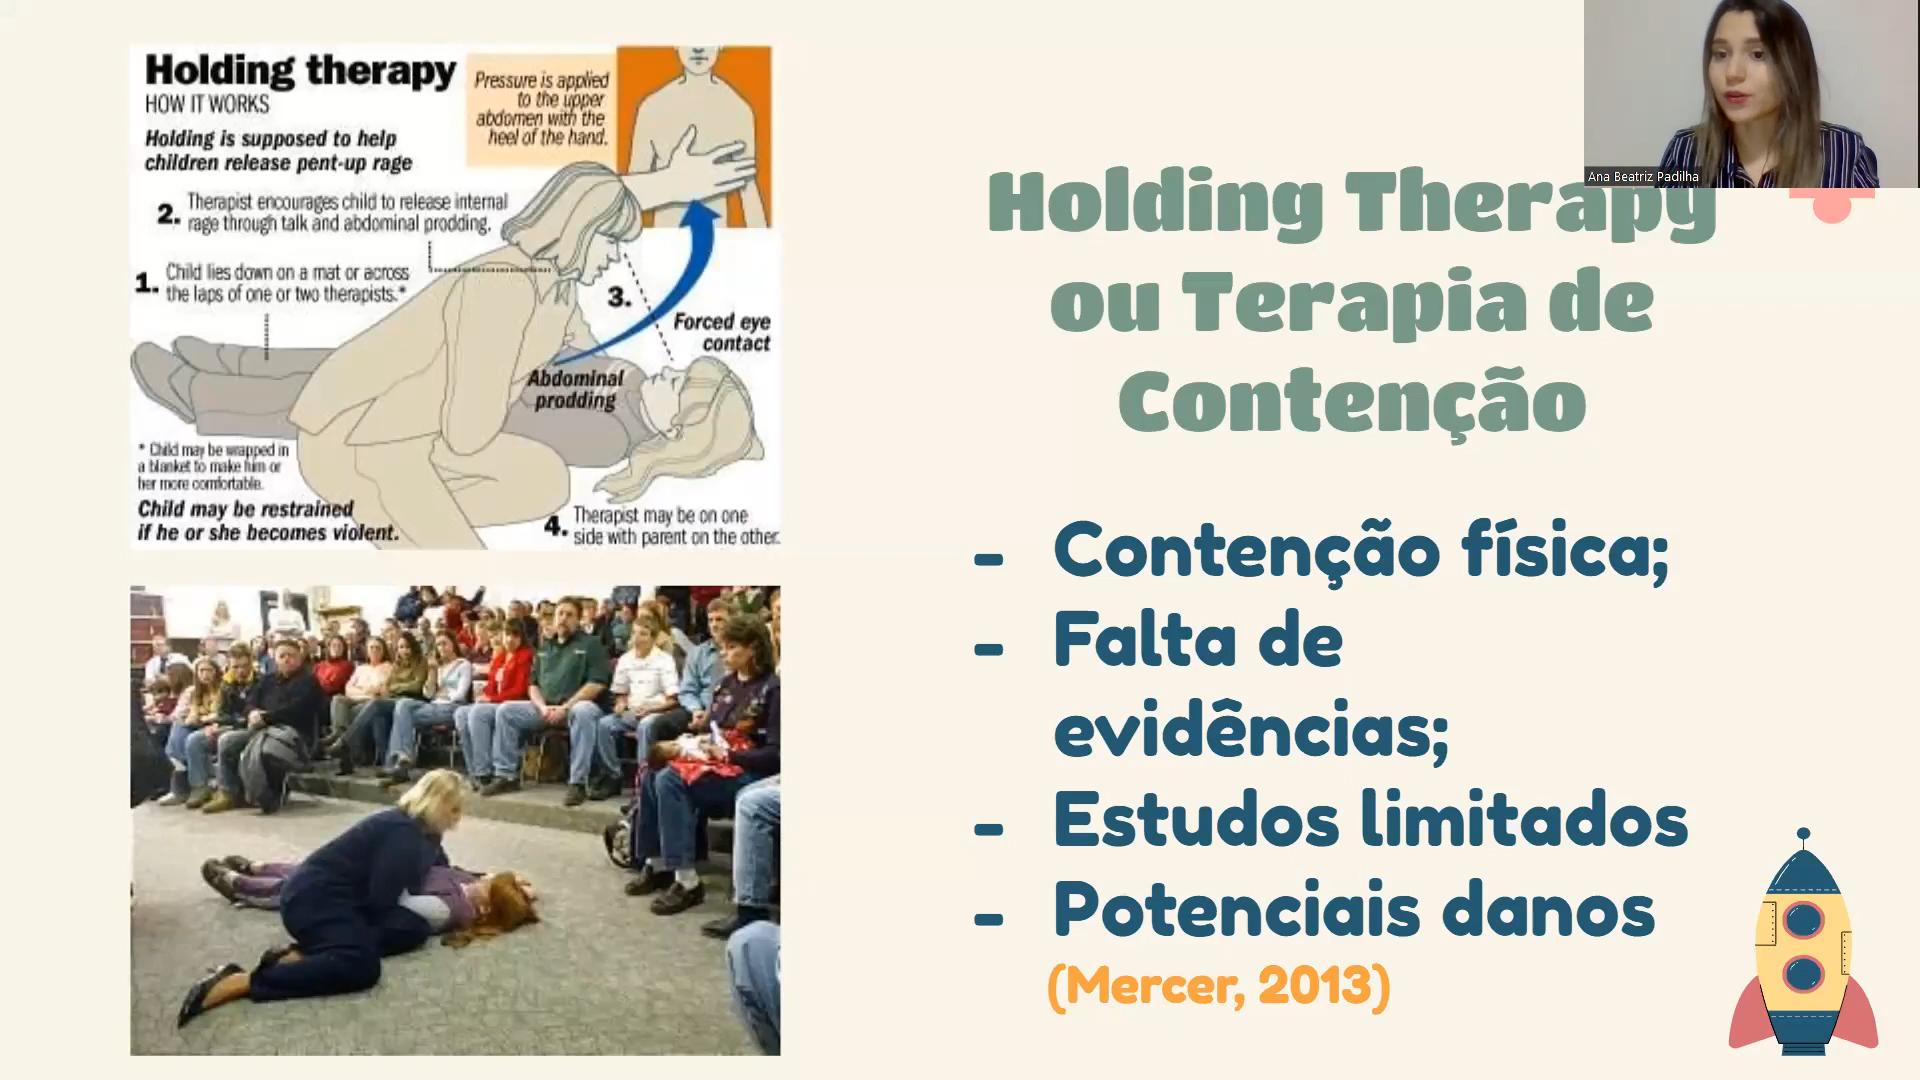 Holding therapy
HOW IT WORKS
Holding is supposed to help
children release pent-up rage
Pressure is applied
to the upper
abdomen with the
heel of the hand.
2. Therapist encourages child to release internal
rage through talk and abdominal prodding.
1. Child lies down on a mat or across
the laps of one or two therapists.*
3.
Forced eye
contact
Abdominal
prodding
* Child may be wrapped in
a blanket to make him or
her more comfortable.
Child may be restrained
if he or she becomes violent.
4. Therapist may be on one
side with parent on the other.
Ana Beatriz Padilha
Holding Therapy
ou Terapia de
Contenção
- Contenção física;
- Falta de
evidências;
- Estudos limitados
- Potenciais danos
(Mercer, 2013)